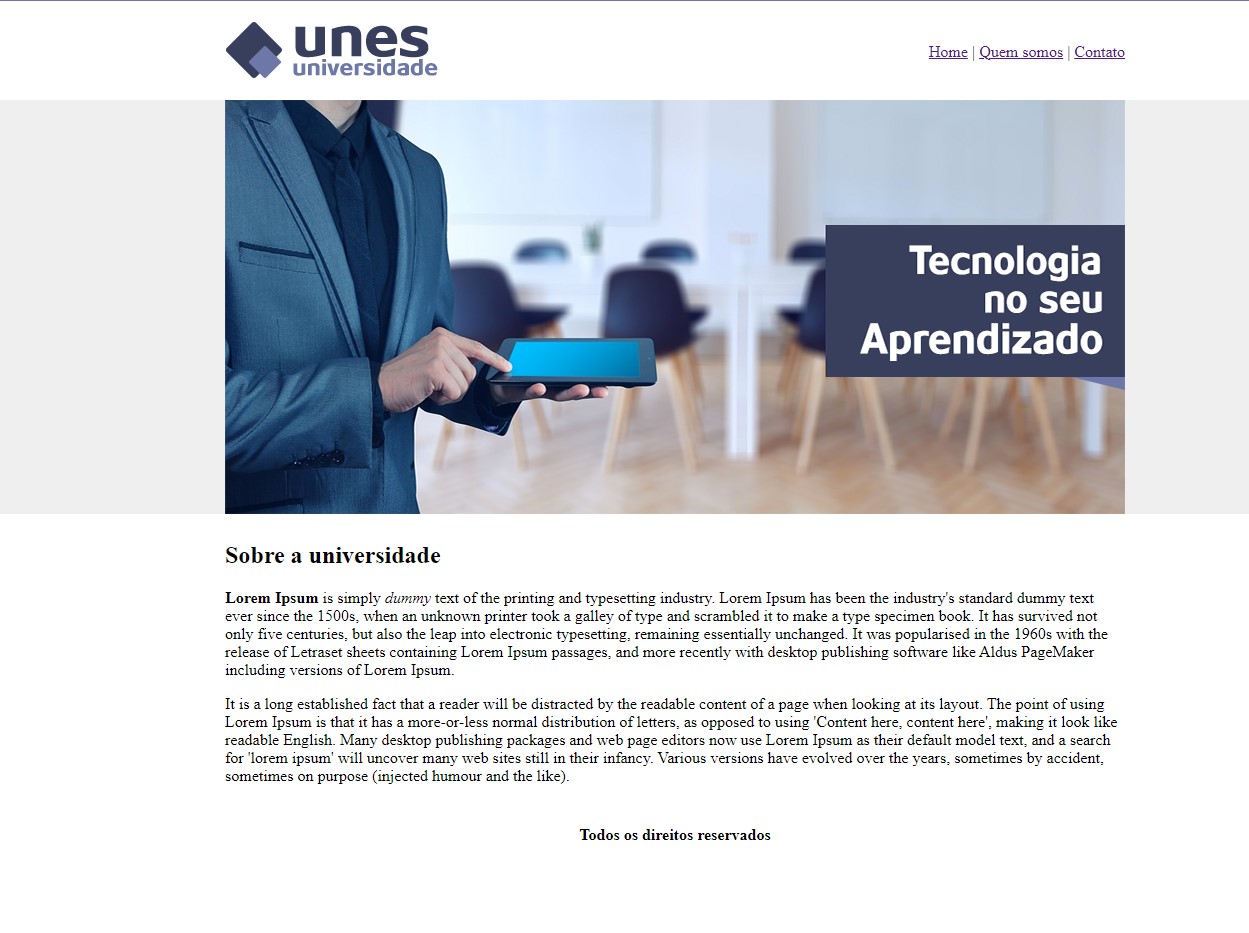 unes
universidade
Home | Quem somos | Contato
Tecnologia
no seu
Aprendizado
Sobre a universidade
Lorem Ipsum is simply dummy text of the printing and typesetting industry. Lorem Ipsum has been the industry's standard dummy text
ever since the 1500s, when an unknown printer took a galley of type and scrambled it to make a type specimen book. It has survived not
only five centuries, but also the leap into electronic typesetting, remaining essentially unchanged. It was popularised in the 1960s with the
release of Letraset sheets containing Lorem Ipsum passages, and more recently with desktop publishing software like Aldus PageMaker
including versions of Lorem Ipsum.
It is a long established fact that a reader will be distracted by the readable content of a page when looking at its layout. The point of using
Lorem Ipsum is that it has a more-or-less normal distribution of letters, as opposed to using 'Content here, content here', making it look like
readable English. Many desktop publishing packages and web page editors now use Lorem Ipsum as their default model text, and a search
for 'lorem ipsum' will uncover many web sites still in their infancy. Various versions have evolved over the years, sometimes by accident,
sometimes on purpose (injected humour and the like).
Todos os direitos reservados